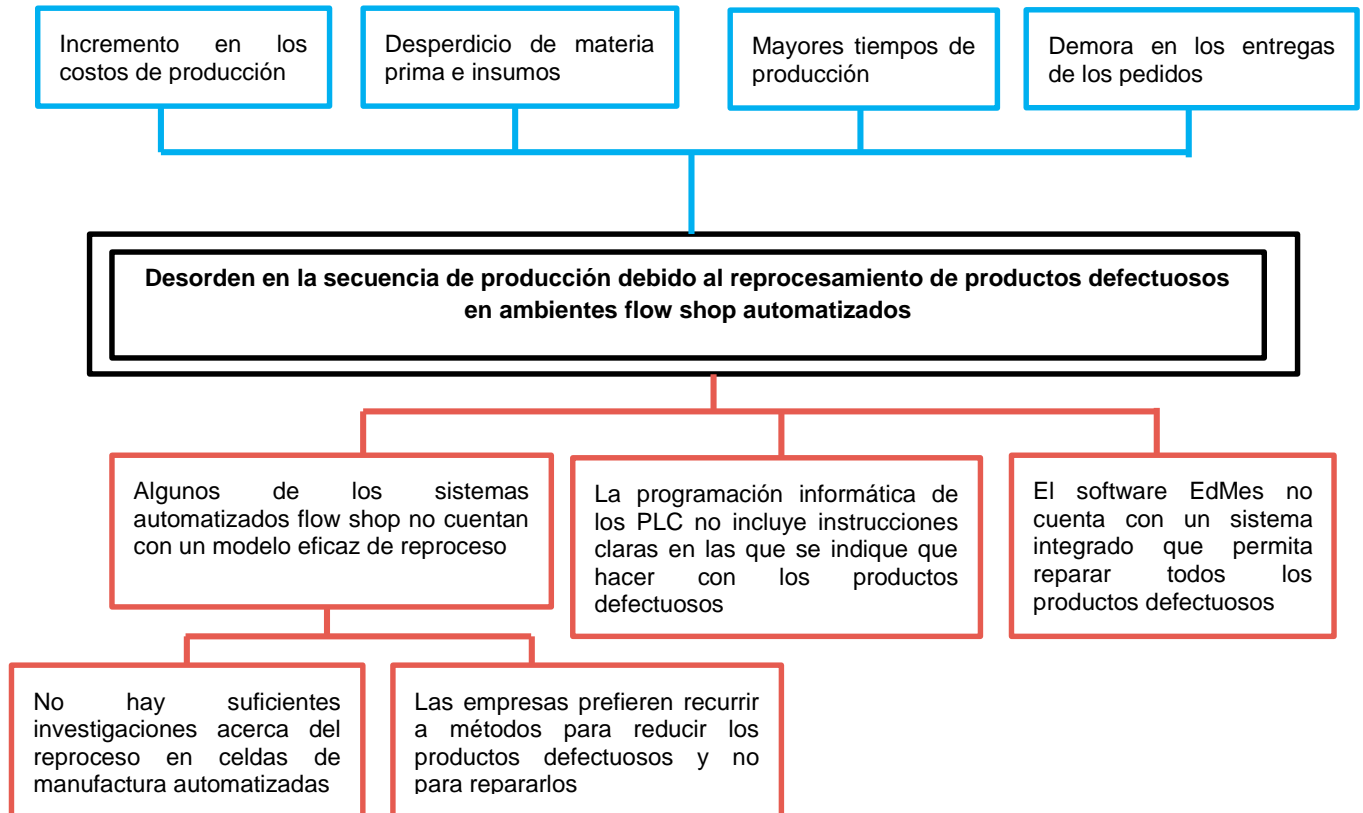 Incremento en los
costos de producción
Desperdicio de materia
prima e insumos
Mayores tiempos de
producción
Demora en los entregas
de los pedidos
Desorden en la secuencia de producción debido al reprocesamiento de productos defectuosos
en ambientes flow shop automatizados
Algunos de los sistemas
automatizados flow shop no cuentan
con un modelo eficaz de reproceso
La programación informática de
los PLC no incluye instrucciones
claras en las que se indique que
hacer con los productos
defectuosos
El software EdMes no
cuenta con un sistema
integrado que permita
reparar todos los
productos defectuosos
No hay suficientes
investigaciones acerca del
reproceso en celdas de
manufactura automatizadas
Las empresas prefieren recurrir
a métodos para reducir los
productos defectuosos y no
para repararlos